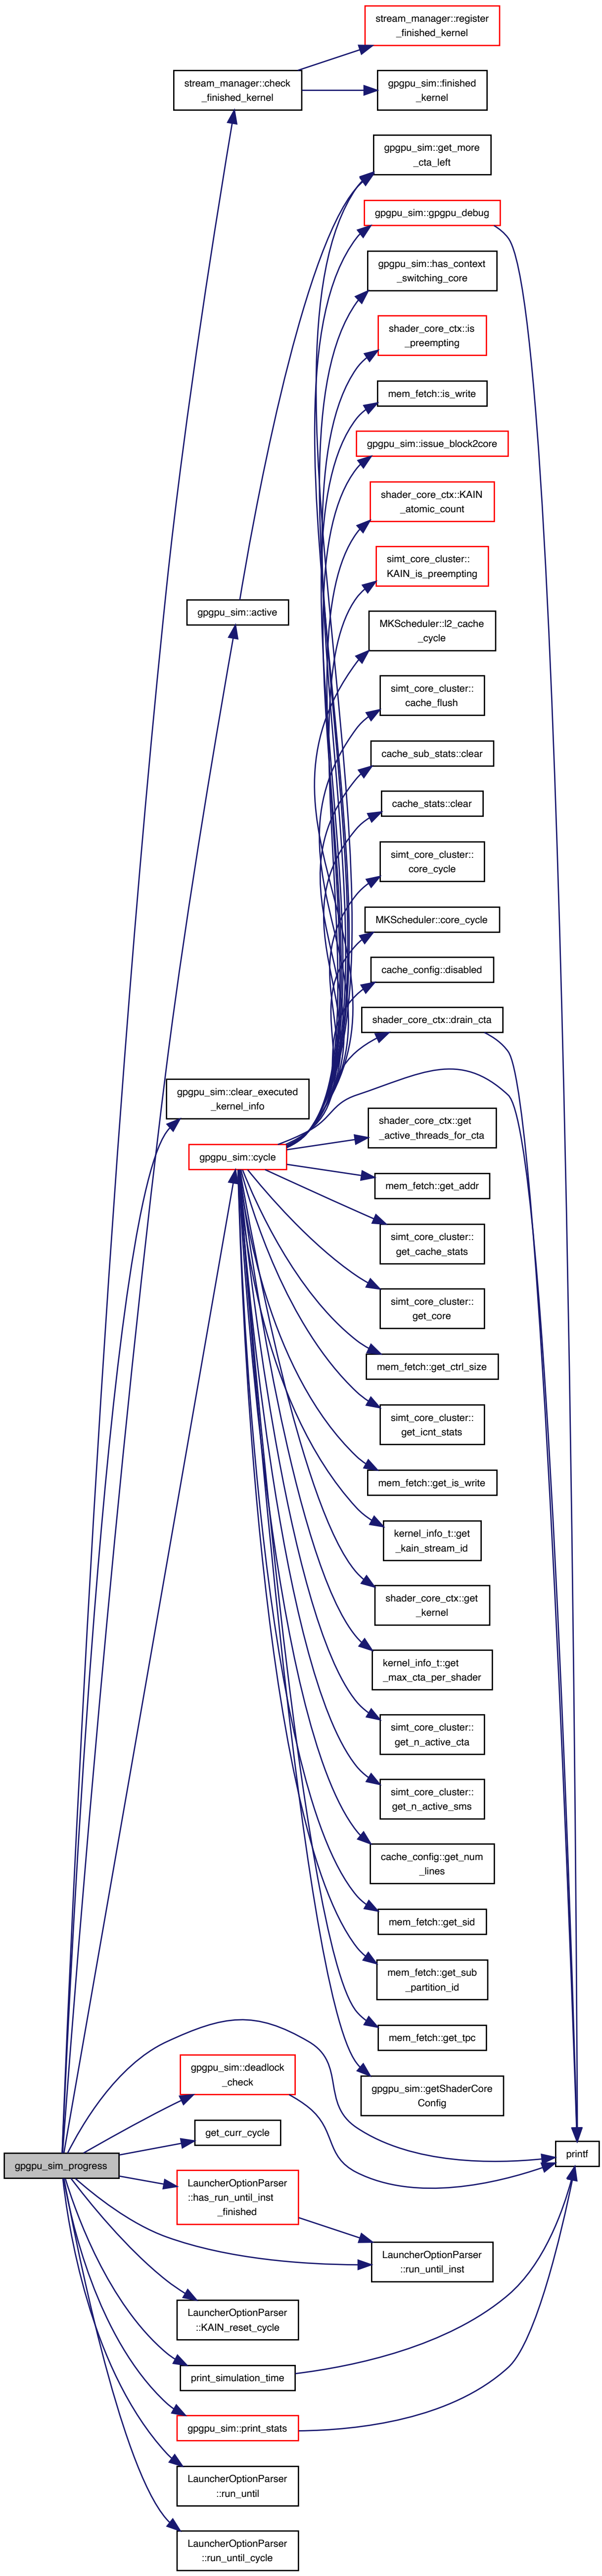 stream_manager::register
_finished_kernel
stream_manager::check
_finished_kernel
gpgpu_sim::finished
_kernel
gpgpu_sim::get_more
_cta_left
gpgpu_sim::gpgpu_debug
gpgpu_sim::has_context
_switching_core
shader_core_ctx::is
_preempting
mem_fetch::is_write
gpgpu_sim::issue_block2core
shader_core_ctx::KAIN
_atomic_count
simt_core_cluster::
KAIN_is_preempting
gpgpu_sim::active
MKScheduler::l2_cache
_cycle
simt_core_cluster::
cache_flush
cache_sub_stats::clear
cache_stats::clear
simt_core_cluster::
core_cycle
MKScheduler::core_cycle
cache_config::disabled
shader_core_ctx::drain_cta
gpgpu_sim::clear_executed
_kernel_info
shader_core_ctx::get
_active_threads_for_cta
gpgpu_sim::cycle
mem_fetch::get_addr
simt_core_cluster::
get_cache_stats
simt_core_cluster::
get_core
mem_fetch::get_ctrl_size
simt_core_cluster::
get_icnt_stats
mem_fetch::get_is_write
kernel_info_t::get
_kain_stream_id
shader_core_ctx::get
_kernel
kernel_info_t::get
_max_cta_per_shader
simt_core_cluster::
get_n_active_cta
simt_core_cluster::
get_n_active_sms
cache_config::get_num
_lines
mem_fetch::get_sid
mem_fetch::get_sub
_partition_id
mem_fetch::get_tpc
gpgpu_sim::getShaderCore
Config
gpgpu_sim::deadlock
_check
get_curr_cycle
printf
gpgpu_sim_progress
LauncherOptionParser
::has_run_until_inst
_finished
LauncherOptionParser
::run_until_inst
LauncherOptionParser
::KAIN_reset_cycle
print_simulation_time
gpgpu_sim::print_stats
LauncherOptionParser
::run_until
LauncherOptionParser
::run_until_cycle